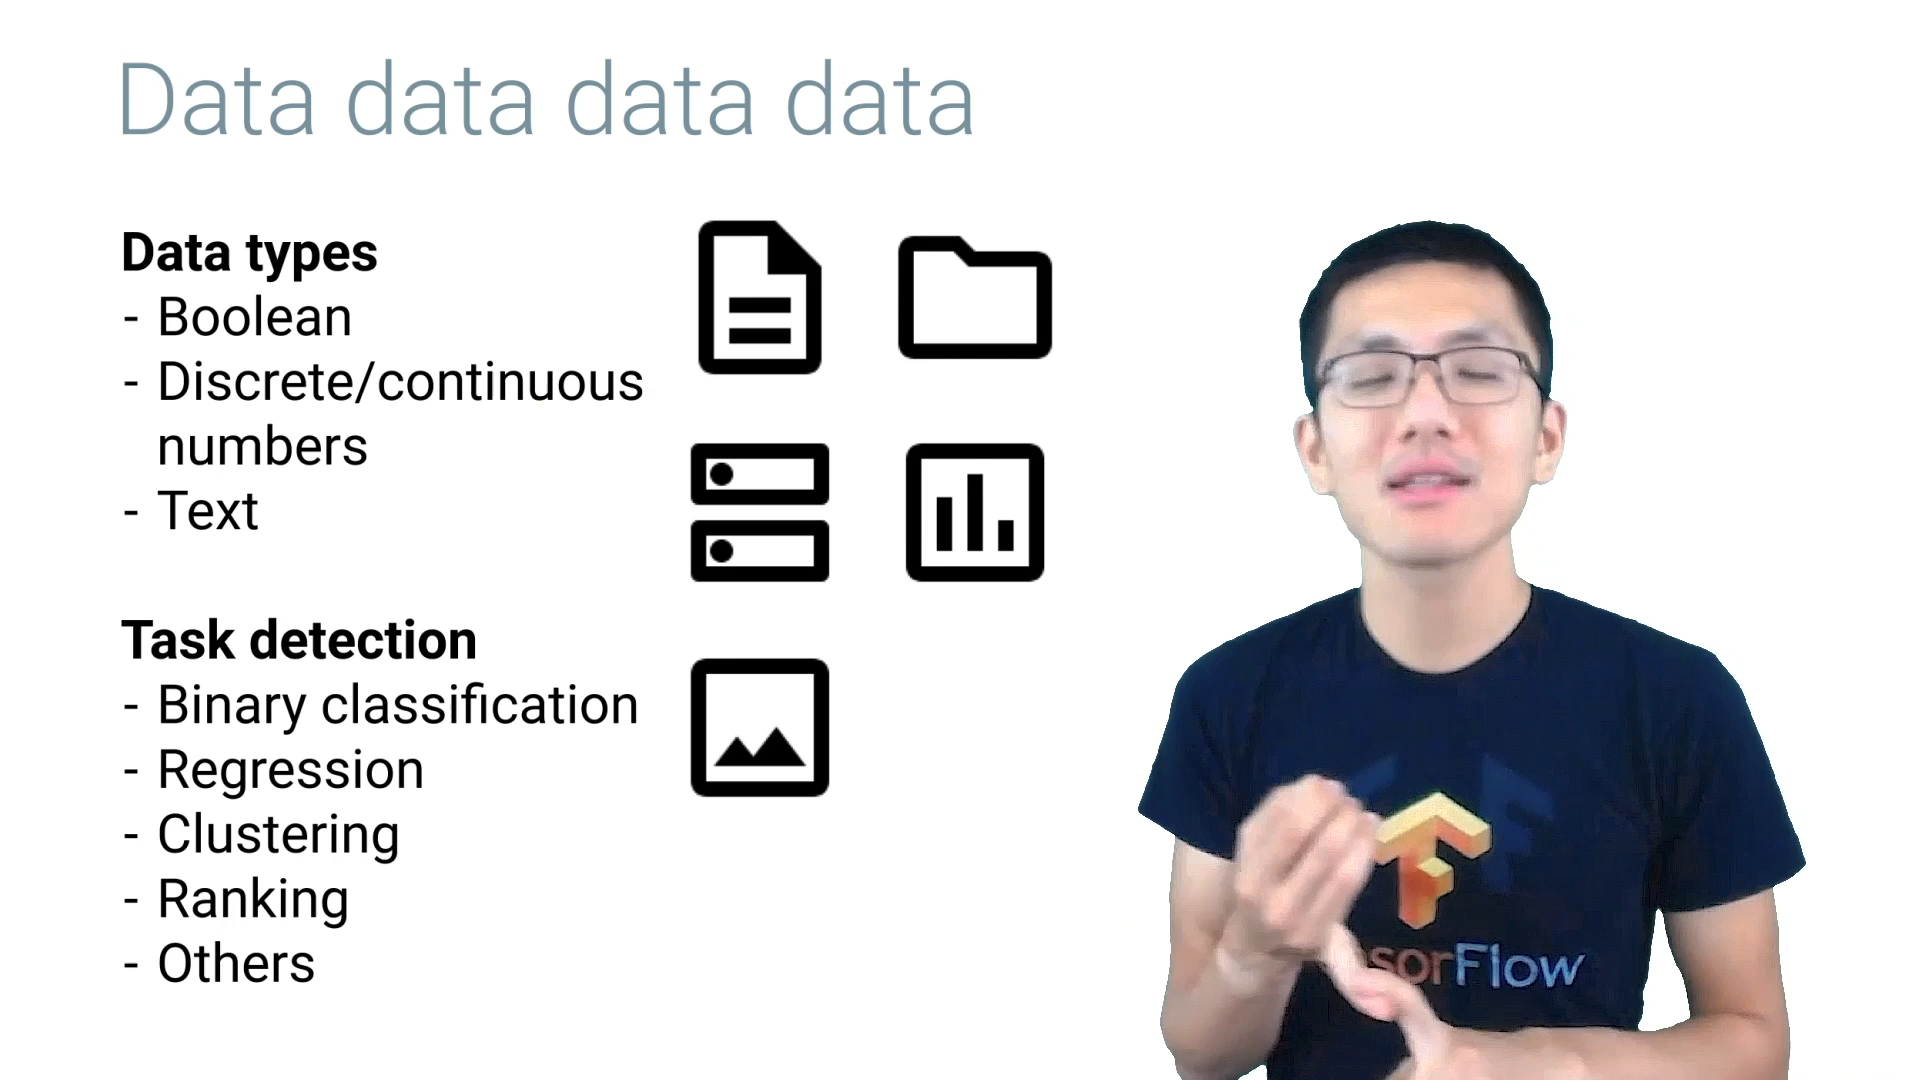 Data data data data
Data types
- Boolean
- Discrete/continuous
numbers
- Text
Task detection
- Binary classification
- Regression
- Clustering
- Ranking
- Others
sorFlow